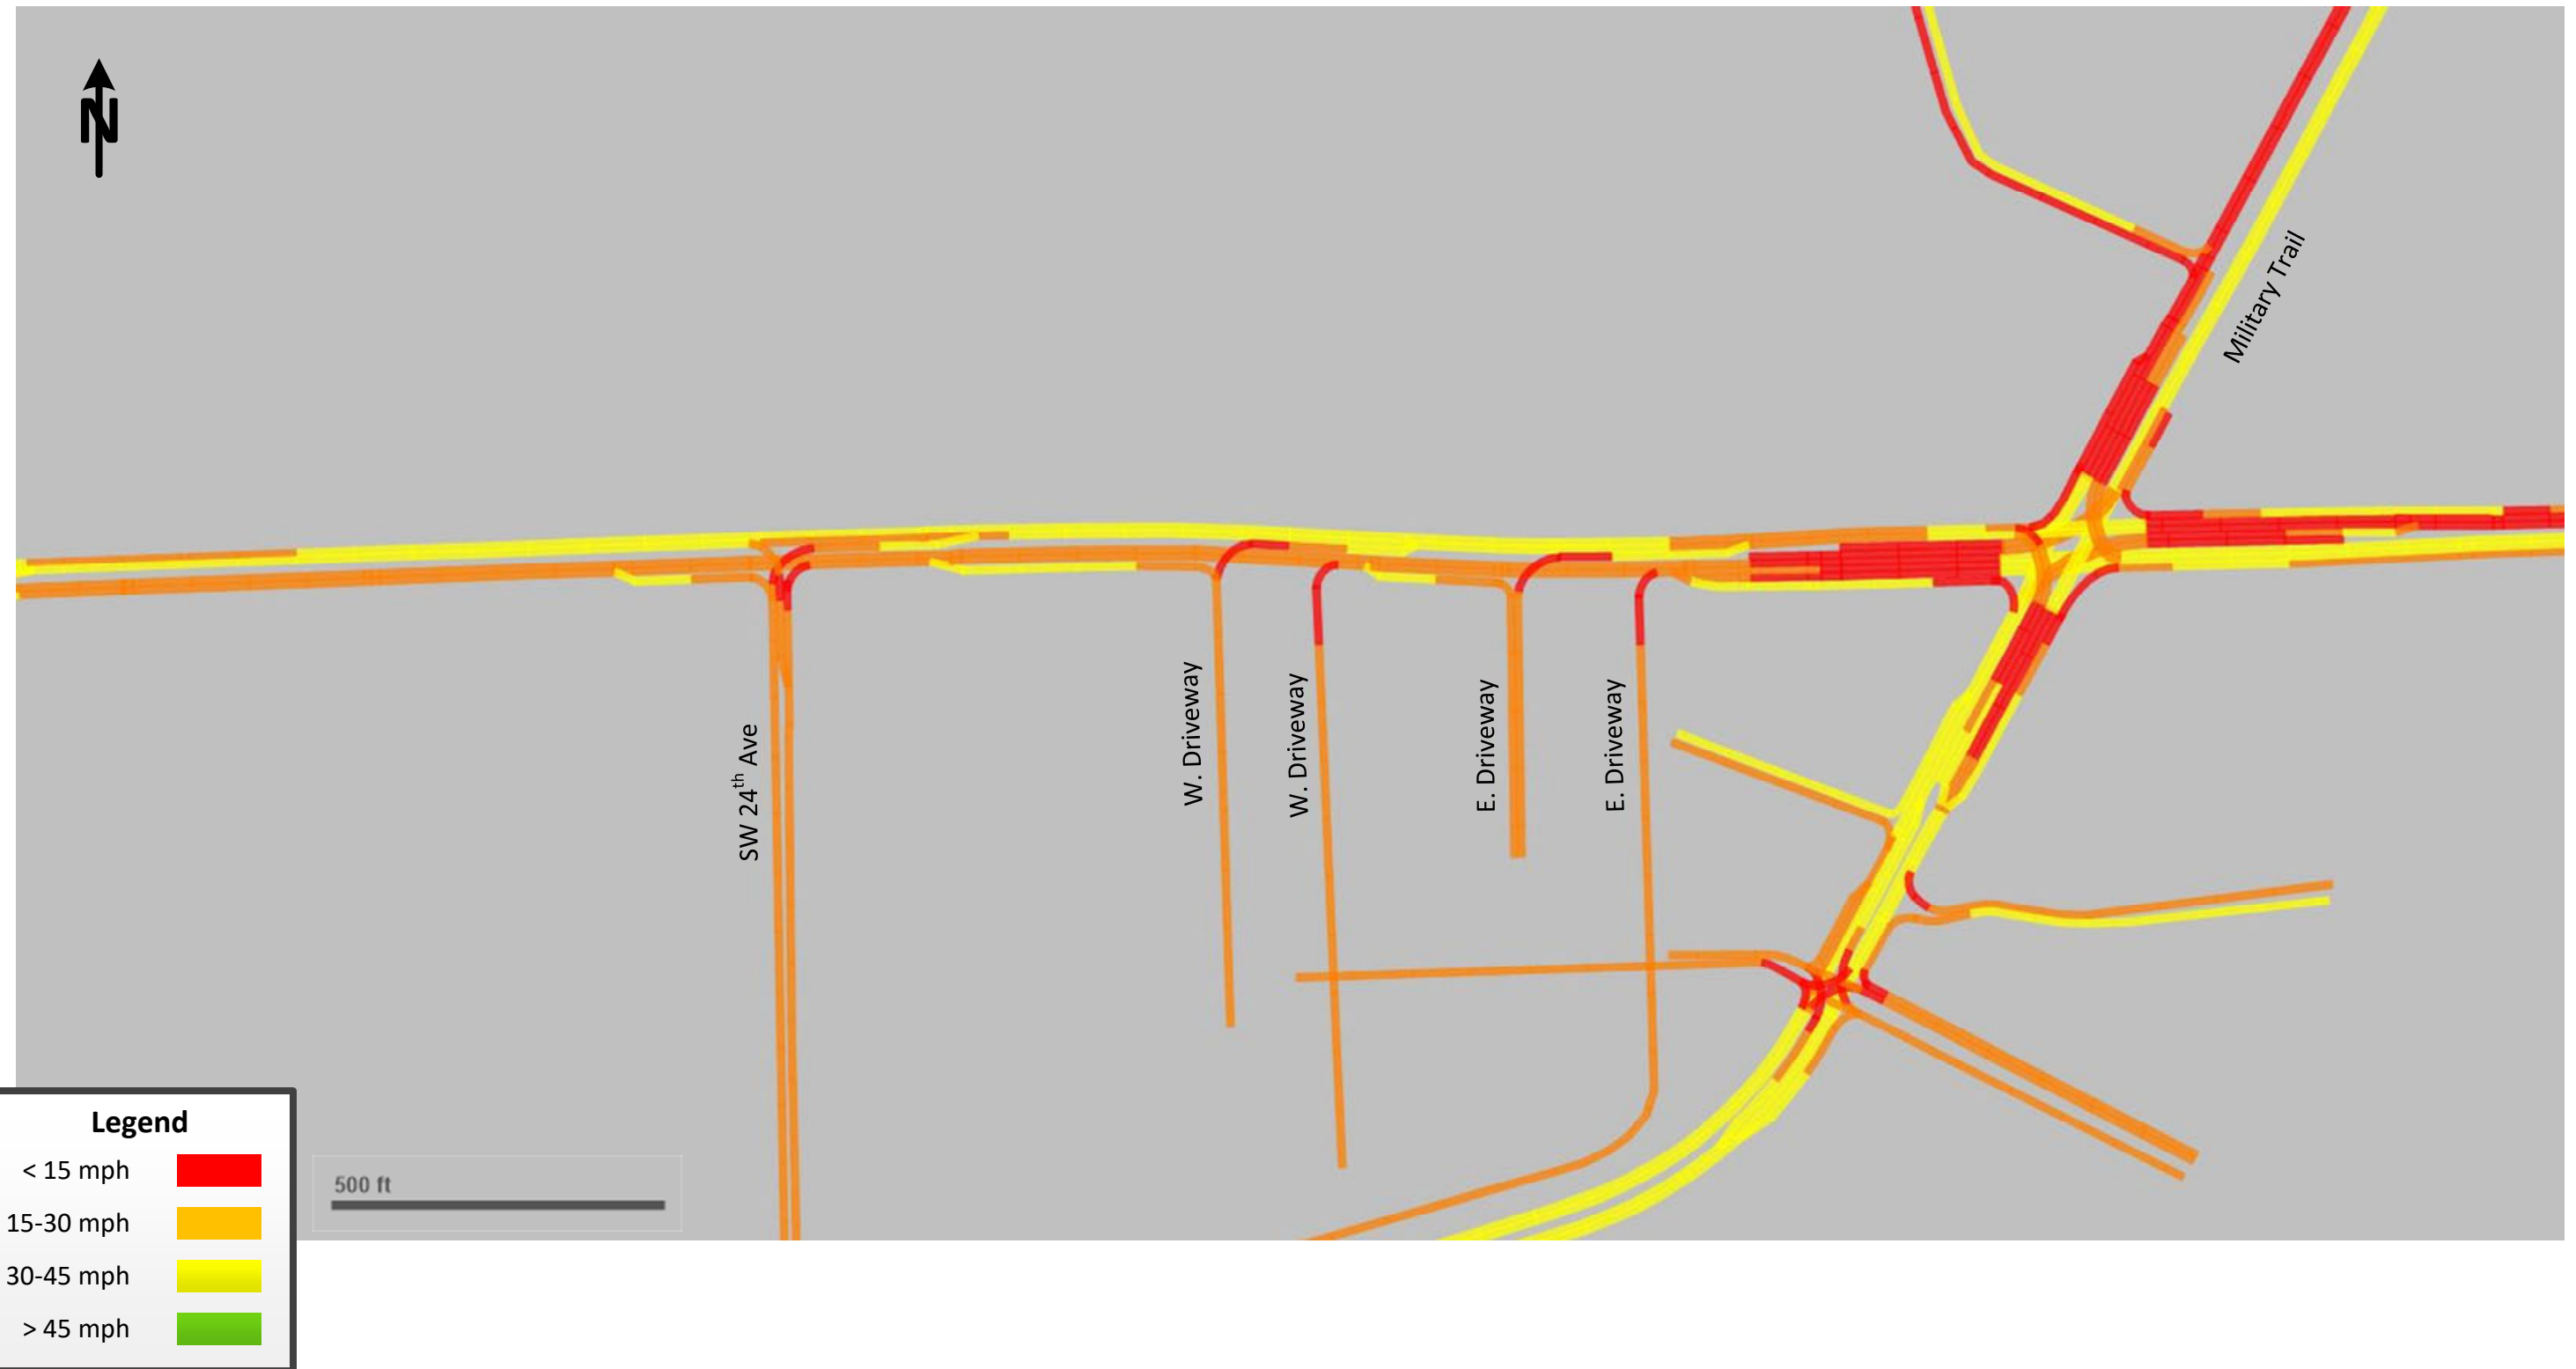 N
Military Trail
SW 24th Ave
W. Driveway
W. Driveway
E. Driveway
E. Driveway
Legend
< 15 mph
15-30 mph
30-45 mph
> 45 mph
500 ft